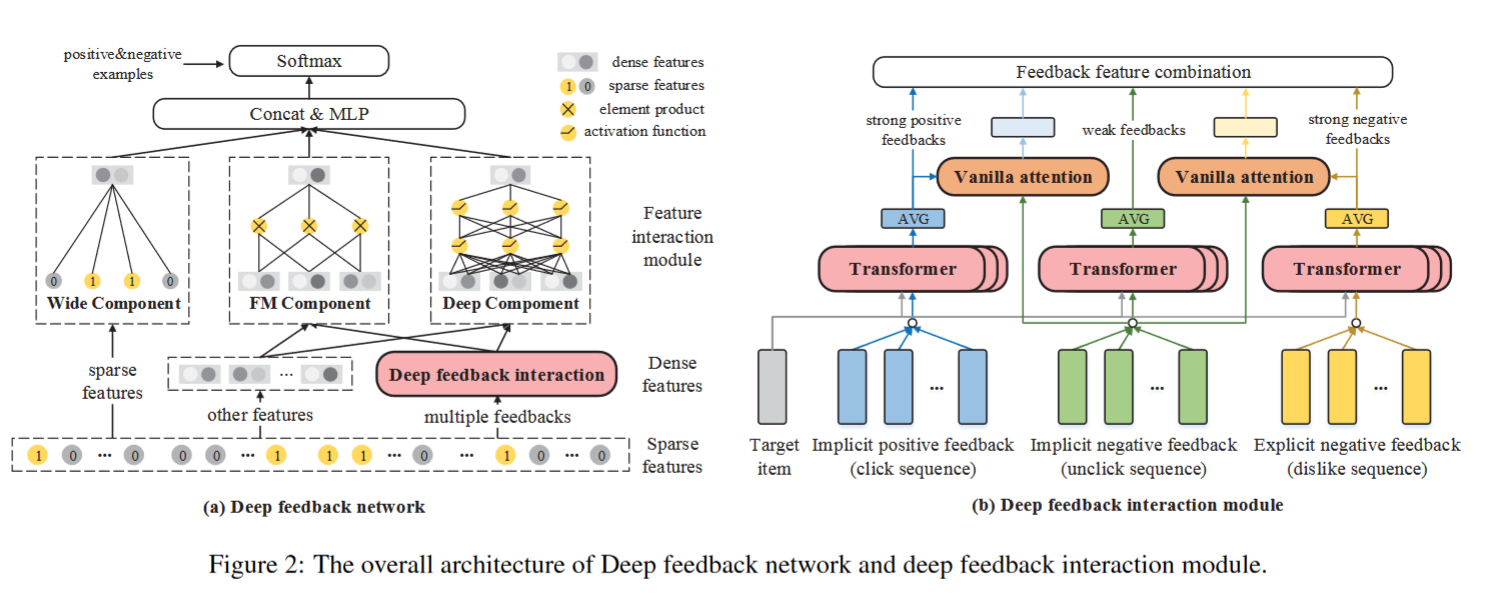 positive&negative
examples
Softmax
Concat & MLP
dense features
1 0 sparse features
element product
activation function
0 1 1 0
Wide Component
FM Component
Deep Compoment
Feature
interaction
module
sparse
features
...
Deep feedback interaction
Dense
features
other features
multiple feedbacks
1 0 ... 0 0 0 ... 1 1 1 ... 0 ... 1 0 ... 0
Sparse
features
(a) Deep feedback network
Feedback feature combination
strong positive
feedbacks
weak feedbacks
strong negative
feedbacks
Vanilla attention
Vanilla attention
AVG
AVG
AVG
Transformer
Transformer
Transformer
...
...
...
Target
item
Implicit positive feedback
(click sequence)
Implicit negative feedback
(unclick sequence)
Explicit negative feedback
(dislike sequence)
(b) Deep feedback interaction module
Figure 2: The overall architecture of Deep feedback network and deep feedback interaction module.